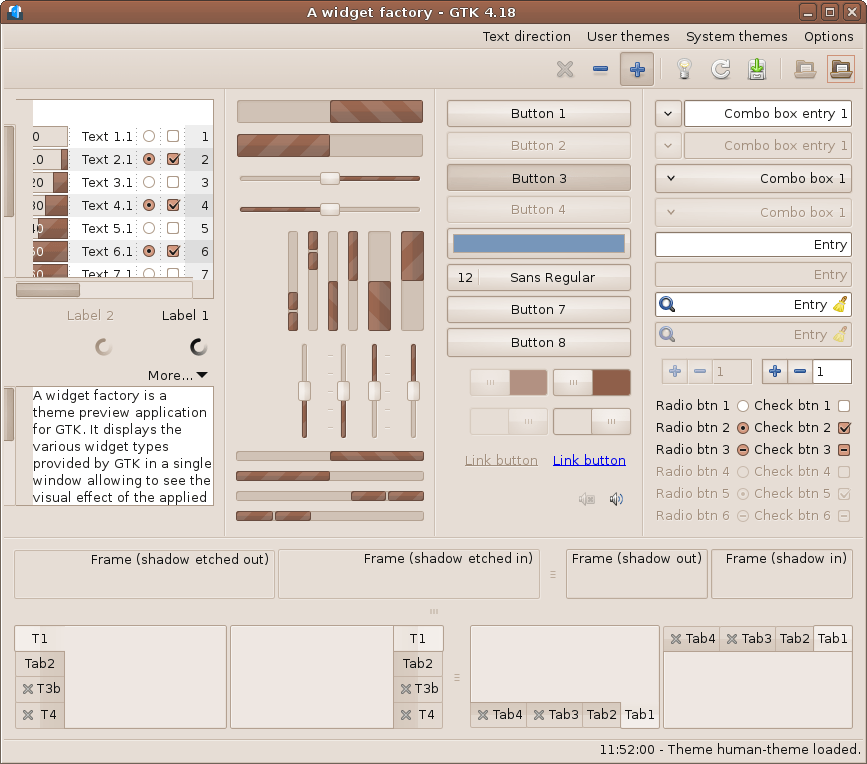 A widget factory - GTK 4.18
Text direction User themes System themes Options
0 Text 1.1 1
10 Text 2.1 2
20 Text 3.1 3
30 Text 4.1 4
40 Text 5.1 5
50 Text 6.1 6
Text 7.1 7
Label 2 Label 1
More...
A widget factory is a
theme preview application
for GTK. It displays the
various widget types
provided by GTK in a single
window allowing to see the
visual effect of the applied
Button 1
Button 2
Button 3
Button 4
12 Sans Regular
Button 7
Button 8
Link button Link button
Combo box entry 1
Combo box entry 1
Combo box 1
Combo box 1
Entry
Entry
Entry
Entry
1 1
Radio btn 1 Check btn 1
Radio btn 2 Check btn 2
Radio btn 3 Check btn 3
Radio btn 4 Check btn 4
Radio btn 5 Check btn 5
Radio btn 6 Check btn 6
Frame (shadow etched out) Frame (shadow etched in) Frame (shadow out) Frame (shadow in)
T1
Tab2
T3b
T4
T1
Tab2
T3b
T4
Tab4 Tab3 Tab2 Tab1
Tab4 Tab3 Tab2 Tab1
11:52:00 - Theme human-theme loaded.